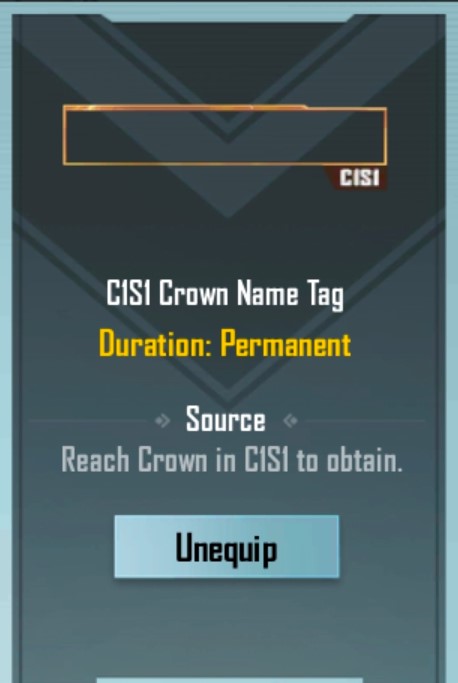 C1S1
C1S1 Crown Name Tag
Duration: Permanent
Source
Reach Crown in C1S1 to obtain.
Unequip